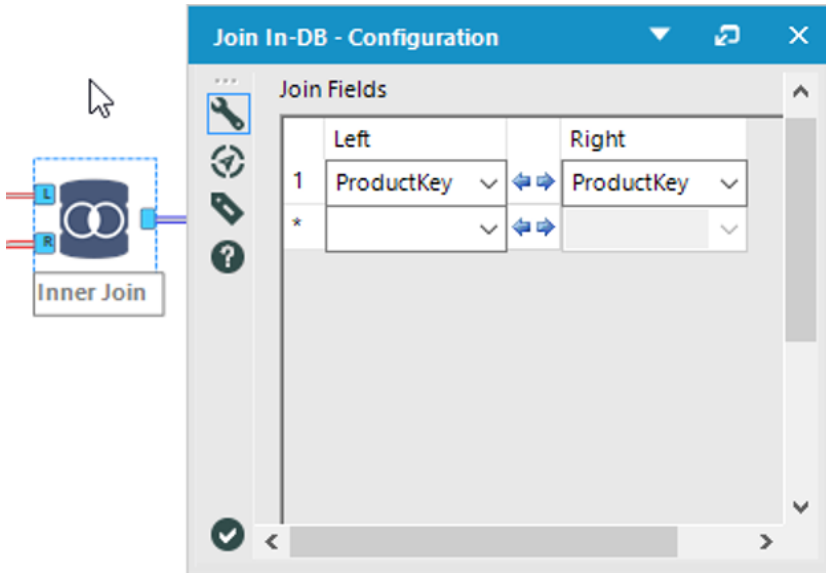 Join In-DB - Configuration
Join Fields
Left Right
1 ProductKey ProductKey
*
L
R
Inner Join
?